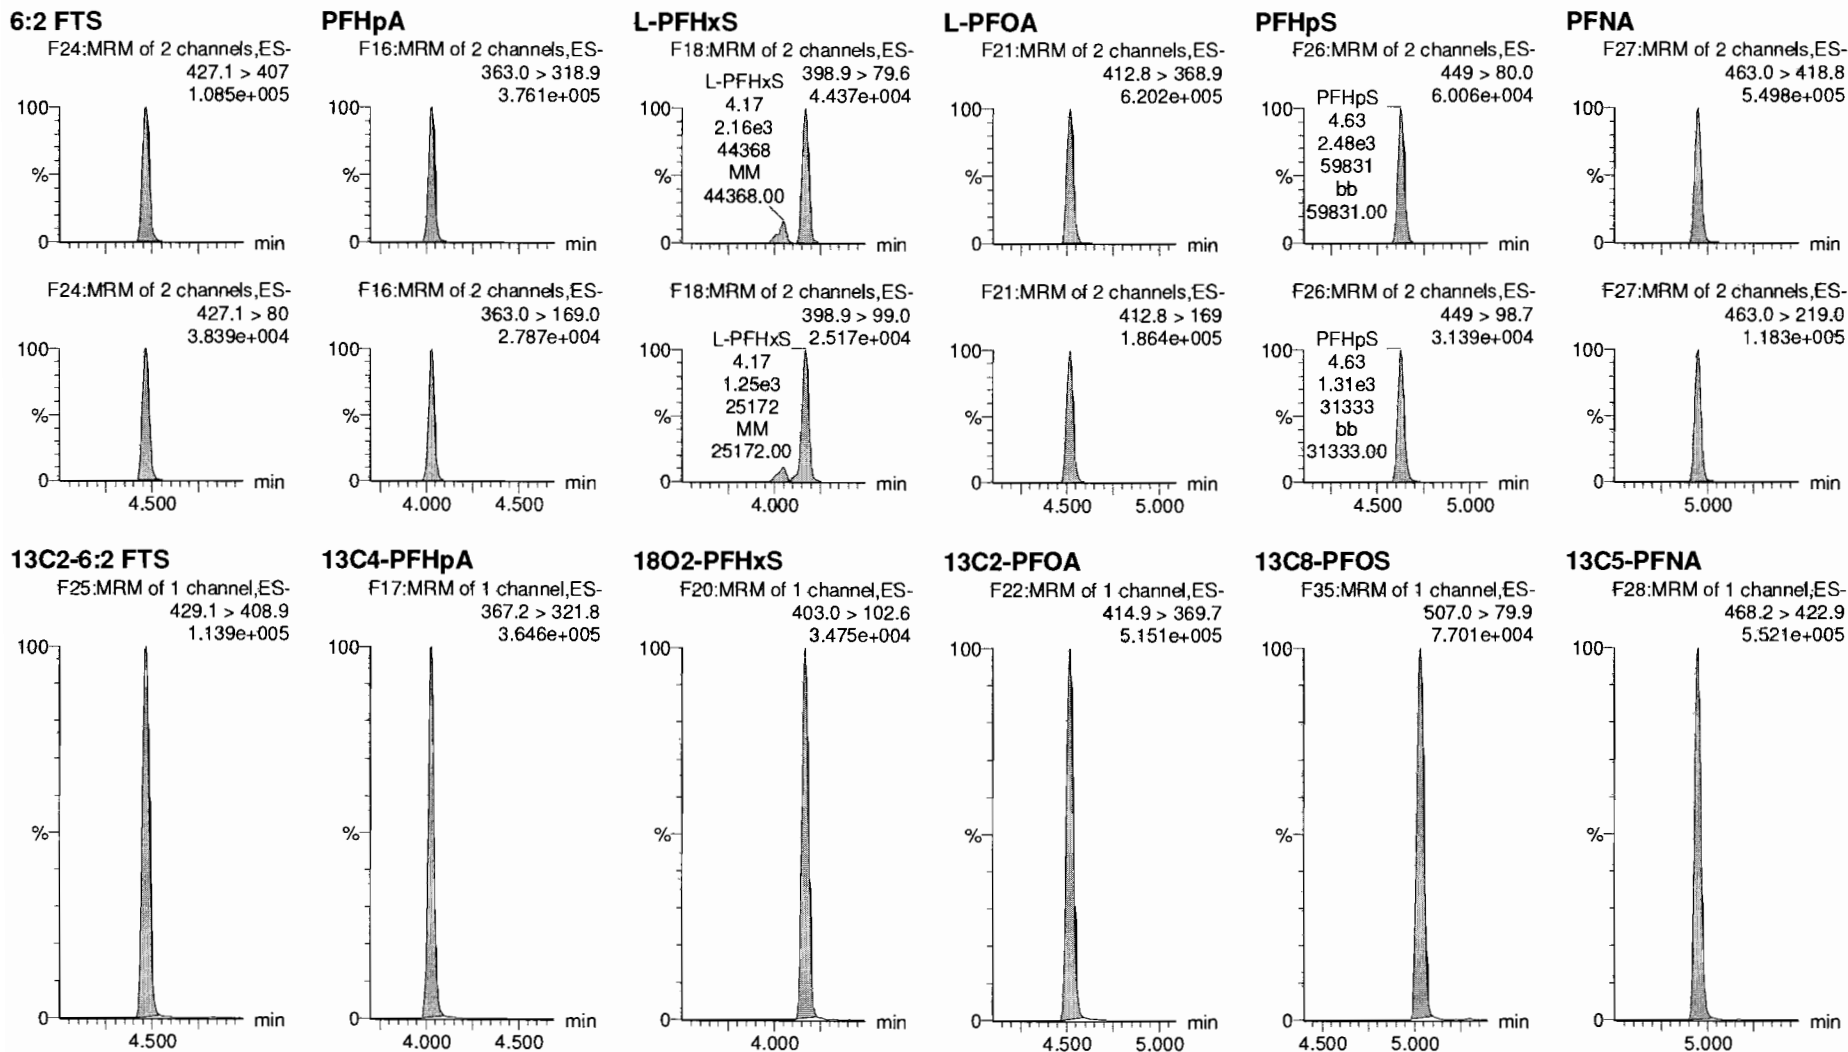 6:2 FTS
F24:MRM of 2 channels,ES-
427.1 > 407
1.085e+005
100
%
0
min
F24:MRM of 2 channels,ES-
427.1 > 80
3.839e+004
100
%
0
min
4.500
PFHpA
F16:MRM of 2 channels,ES-
363.0 > 318.9
3.761e+005
100
%
0
min
F16:MRM of 2 channels,ES-
363.0 > 169.0
2.787e+004
100
%
0
min
4.000 4.500
L-PFHxS
F18:MRM of 2 channels,ES-
398.9 > 79.6
4.437e+004
L-PFHxS
4.17
2.16e3
44368
MM
44368.00
100
%
0
min
F18:MRM of 2 channels,ES-
398.9 > 99.0
2.517e+004
L-PFHxS
4.17
1.25e3
25172
MM
25172.00
100
%
0
min
4.000
L-PFOA
F21:MRM of 2 channels,ES-
412.8 > 368.9
6.202e+005
100
%
0
min
F21:MRM of 2 channels,ES-
412.8 > 169
1.864e+005
100
%
0
min
4.500 5.000
PFHpS
F26:MRM of 2 channels,ES-
449 > 80.0
6.006e+004
PFHpS
4.63
2.48e3
59831
bb
59831.00
100
%
0
min
F26:MRM of 2 channels,ES-
449 > 98.7
3.139e+004
PFHpS
4.63
1.31e3
31333
bb
31333.00
100
%
0
min
4.500 5.000
PFNA
F27:MRM of 2 channels,ES-
463.0 > 418.8
5.498e+005
100
%
0
min
F27:MRM of 2 channels,ES-
463.0 > 219.0
1.183e+005
100
%
0
min
5.000
13C2-6:2 FTS
F25:MRM of 1 channel,ES-
429.1 > 408.9
1.139e+005
100
%
0
min
4.500
13C4-PFHpA
F17:MRM of 1 channel,ES-
367.2 > 321.8
3.646e+005
100
%
0
min
4.000 4.500
18O2-PFHxS
F20:MRM of 1 channel,ES-
403.0 > 102.6
3.475e+004
100
%
0
min
4.000
13C2-PFOA
F22:MRM of 1 channel,ES-
414.9 > 369.7
5.151e+005
100
%
0
min
4.500 5.000
13C8-PFOS
F35:MRM of 1 channel,ES-
507.0 > 79.9
7.701e+004
100
%
0
min
4.500 5.000
13C5-PFNA
F28:MRM of 1 channel,ES-
468.2 > 422.9
5.521e+005
100
%
0
min
5.000